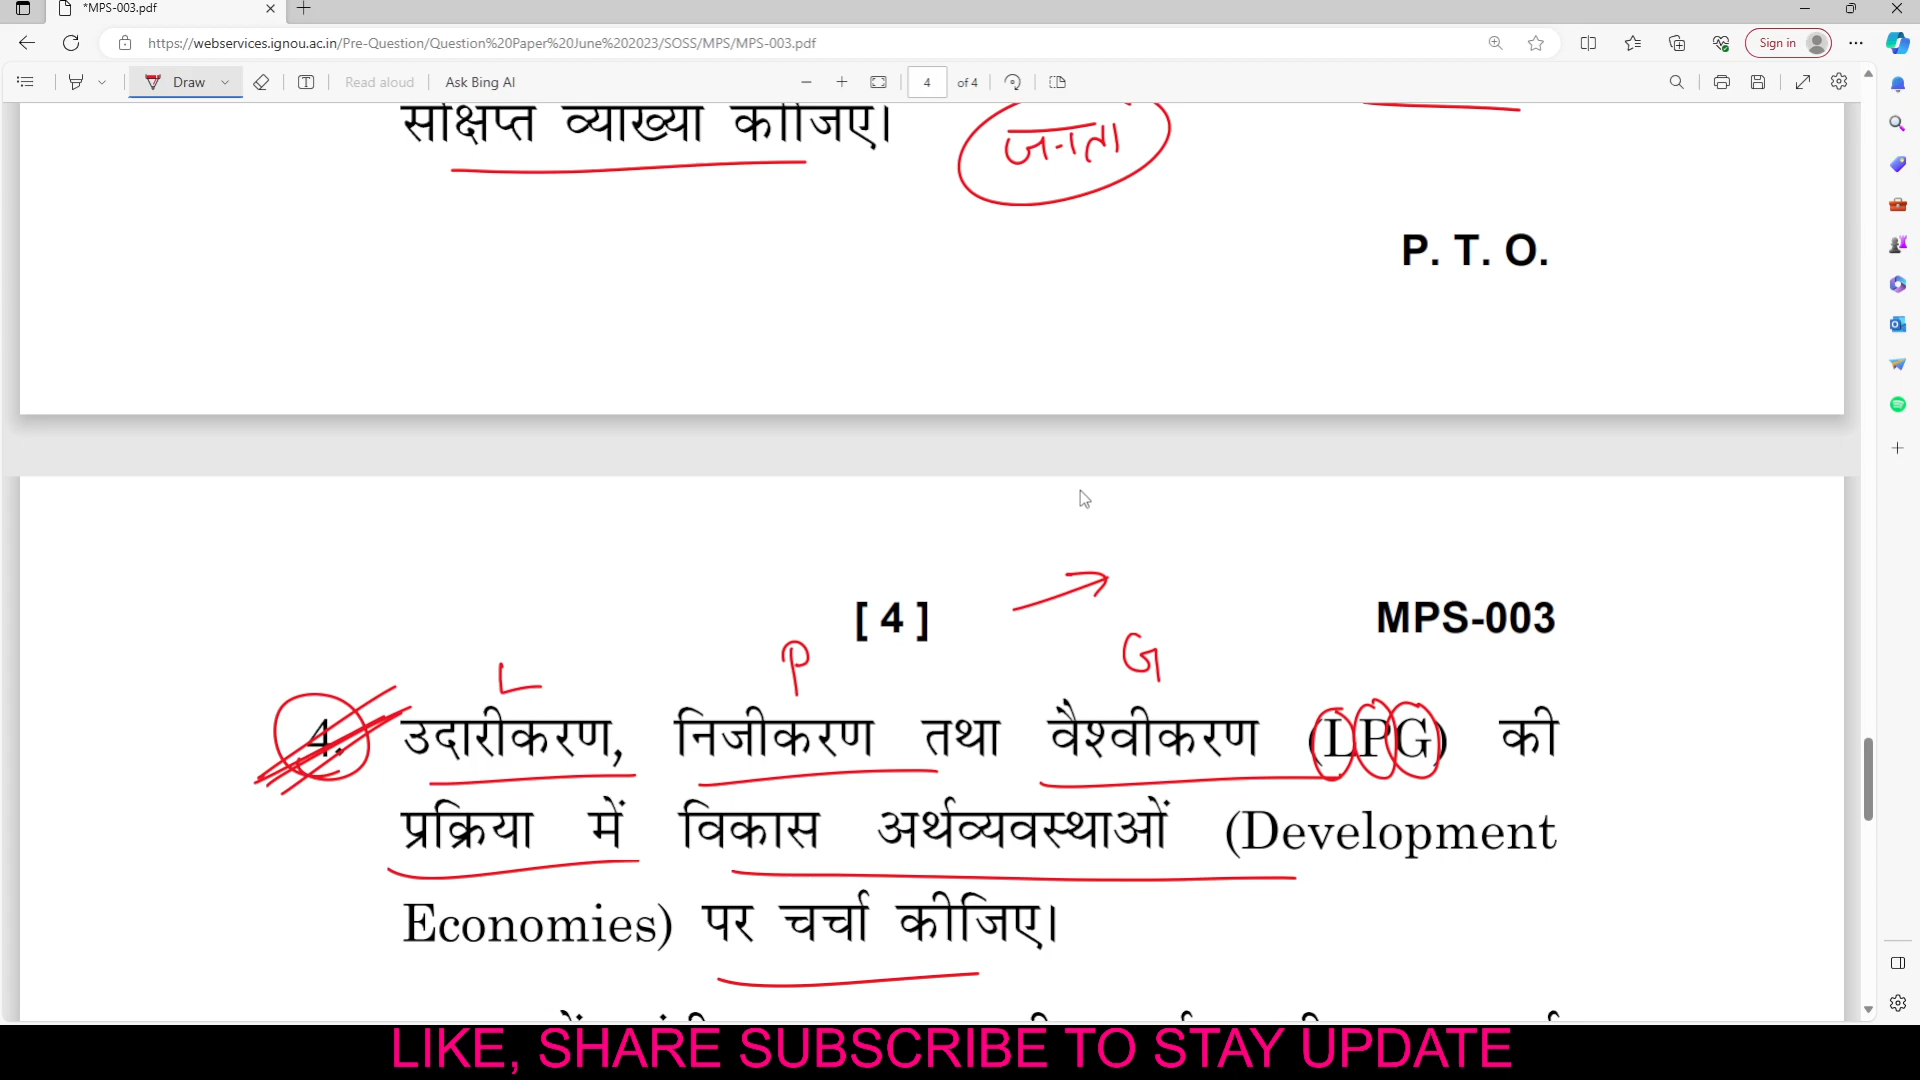 *MPS-003.pdf
https://webservices.ignou.ac.in/Pre-Question/Question%20Paper%20June%202023/SOSS/MPS/MPS-003.pdf
Sign in
Draw
Read aloud
Ask Bing AI
4 of 4
संक्षिप्त व्याख्या कीजिए।
जनता
P. T. O.
[ 4 ] MPS-003
L P G
4. उदारीकरण, निजीकरण तथा वैश्वीकरण (LPG) की
प्रक्रिया में विकास अर्थव्यवस्थाओं (Development
Economies) पर चर्चा कीजिए।
LIKE, SHARE SUBSCRIBE TO STAY UPDATE